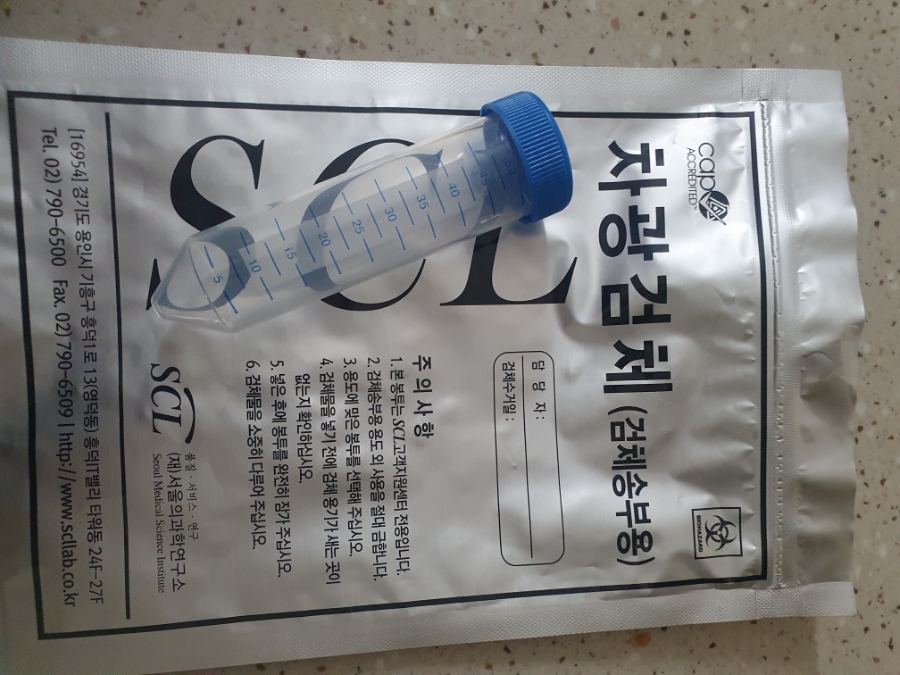 cap
ACCREDITED
BIOHAZARD
차광검체 (검체송부용)
담 당 자 :
검체수거일 :
SCL
주 의 사 항
1. 본 봉투는 SCL고객지원센터 전용입니다.
2. 검체송부용 용도 외 사용을 절대 금합니다.
3. 용도에 맞은 봉투를 선택해 주십시오.
4. 검체물을 넣기 전에 검체 용기가 새는 곳이
없는지 확인하십시오.
5. 넣은 후에 봉투를 완전히 잠가 주십시오.
6. 검체물을 소중히 다루어 주십시오.
SCL
품질 · 서비스 · 연구
(재)서울의과학연구소
Seoul Medical Science Institute
[16954] 경기도 용인시 기흥구 흥덕1로 13(영덕동) 흥덕IT밸리 타워동 24F-27F
Tel. 02) 790-6500 Fax. 02) 790-6509 | http://www.scllab.co.kr
45
40
35
30
25
20
15
10
5